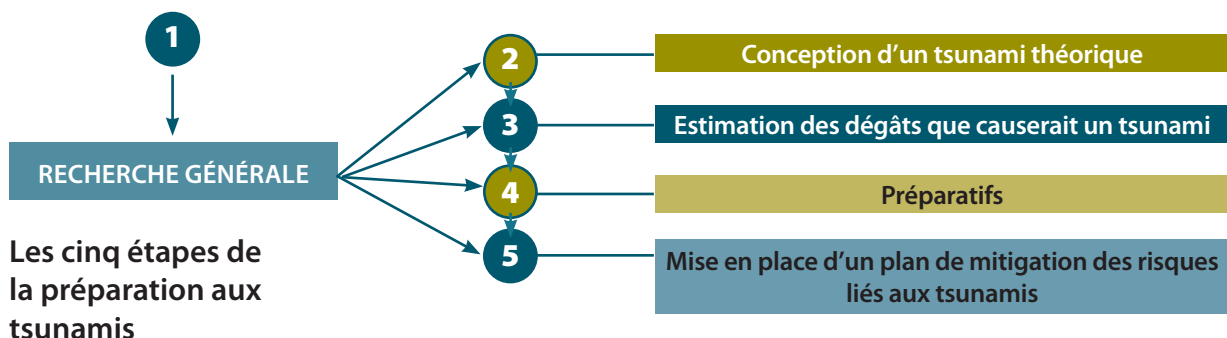 1
RECHERCHE GÉNÉRALE
Les cinq étapes de
la préparation aux
tsunamis
2
Conception d'un tsunami théorique
3
Estimation des dégâts que causerait un tsunami
4
Préparatifs
5
Mise en place d'un plan de mitigation des risques
liés aux tsunamis